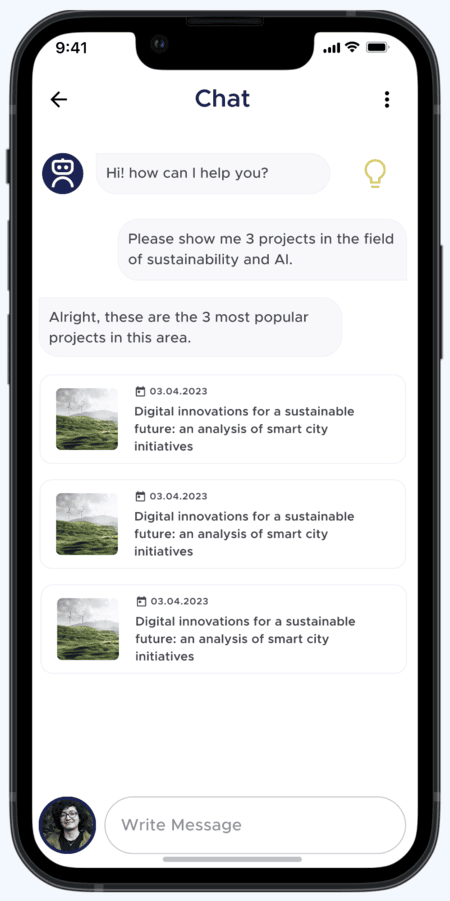 9:41
Chat
Hi! how can I help you?
Please show me 3 projects in the field
of sustainability and AI.
Alright, these are the 3 most popular
projects in this area.
03.04.2023
Digital innovations for a sustainable
future: an analysis of smart city
initiatives
03.04.2023
Digital innovations for a sustainable
future: an analysis of smart city
initiatives
03.04.2023
Digital innovations for a sustainable
future: an analysis of smart city
initiatives
Write Message